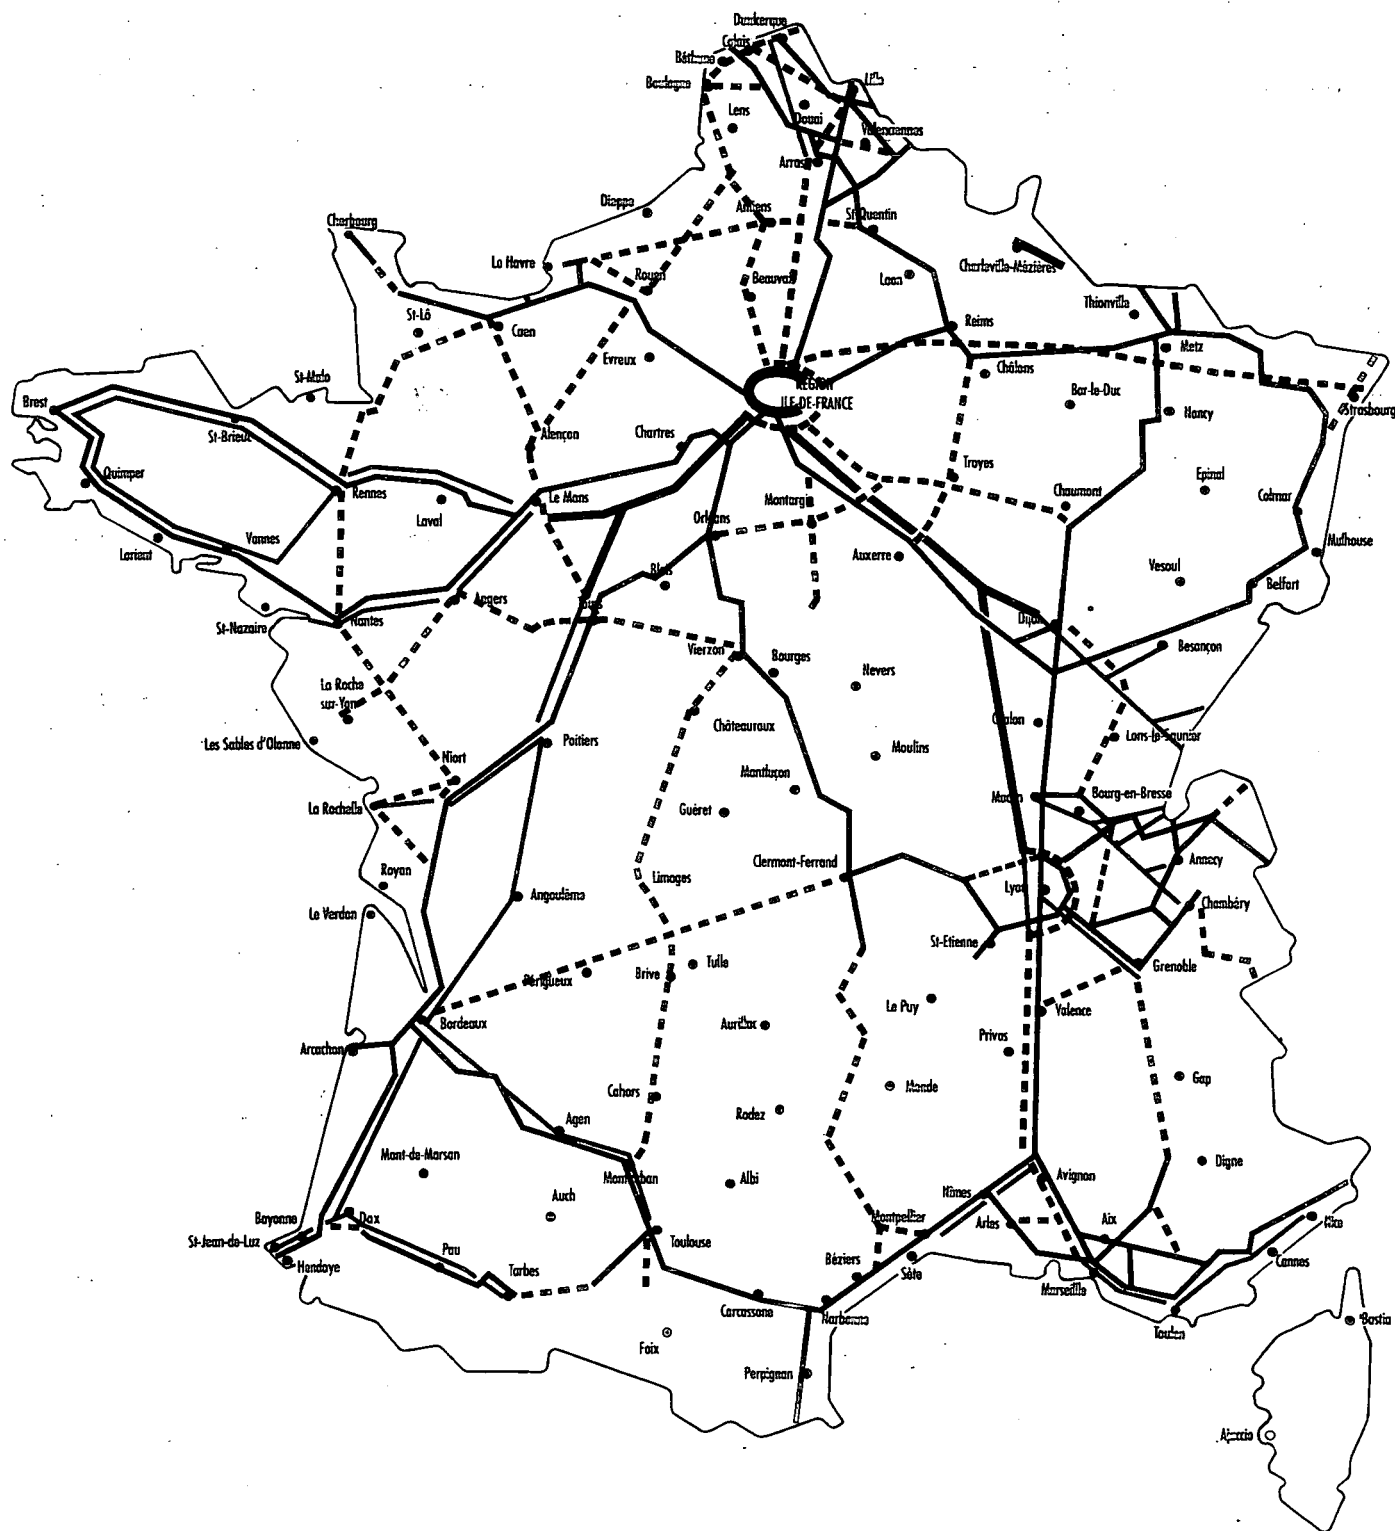 Dunkerque
Calais
Béthune
Boulogne
Lille
Lens
Douai
Valenciennes
Arras
Dieppe
Amiens
St-Quentin
Cherbourg
Le Havre
Rouen
Beauvais
Laon
Charleville-Mézières
Thionville
St-Lô
Caen
Reims
Evreux
Châlons
Metz
St-Malo
RÉGION
ILE-DE-FRANCE
Bar-le-Duc
Nancy
Strasbourg
Brest
St-Brieuc
Alençon
Chartres
Troyes
Quimper
Rennes
Laval
Le Mans
Montargis
Chaumont
Epinal
Colmar
Orléans
Lorient
Vannes
Auxerre
Mulhouse
Blois
Vesoul
Belfort
St-Nazaire
Nantes
Angers
Tours
Dijon
Besançon
Vierzon
Bourges
Nevers
La Roche
sur-Yon
Châteauroux
Chalon
Les Sables d'Olonne
Poitiers
Moulins
Lons-le-Saunier
Niort
Montluçon
La Rochelle
Guéret
Macon
Bourg-en-Bresse
Royan
Limoges
Clermont-Ferrand
Annecy
Le Verdon
Angoulême
Lyon
Chambéry
St-Etienne
Périgueux
Brive
Tulle
Grenoble
Bordeaux
Aurillac
Le Puy
Valence
Arcachon
Privas
Cahors
Rodez
Mende
Gap
Agen
Mont-de-Marsan
Montauban
Albi
Avignon
Digne
Auch
Nîmes
Bayonne
Dax
Montpellier
Arles
Aix
Nice
St-Jean-de-Luz
Hendaye
Pau
Tarbes
Toulouse
Béziers
Sète
Marseille
Cannes
Carcassone
Narbonne
Toulon
Bastia
Foix
Perpignan
Ajaccio